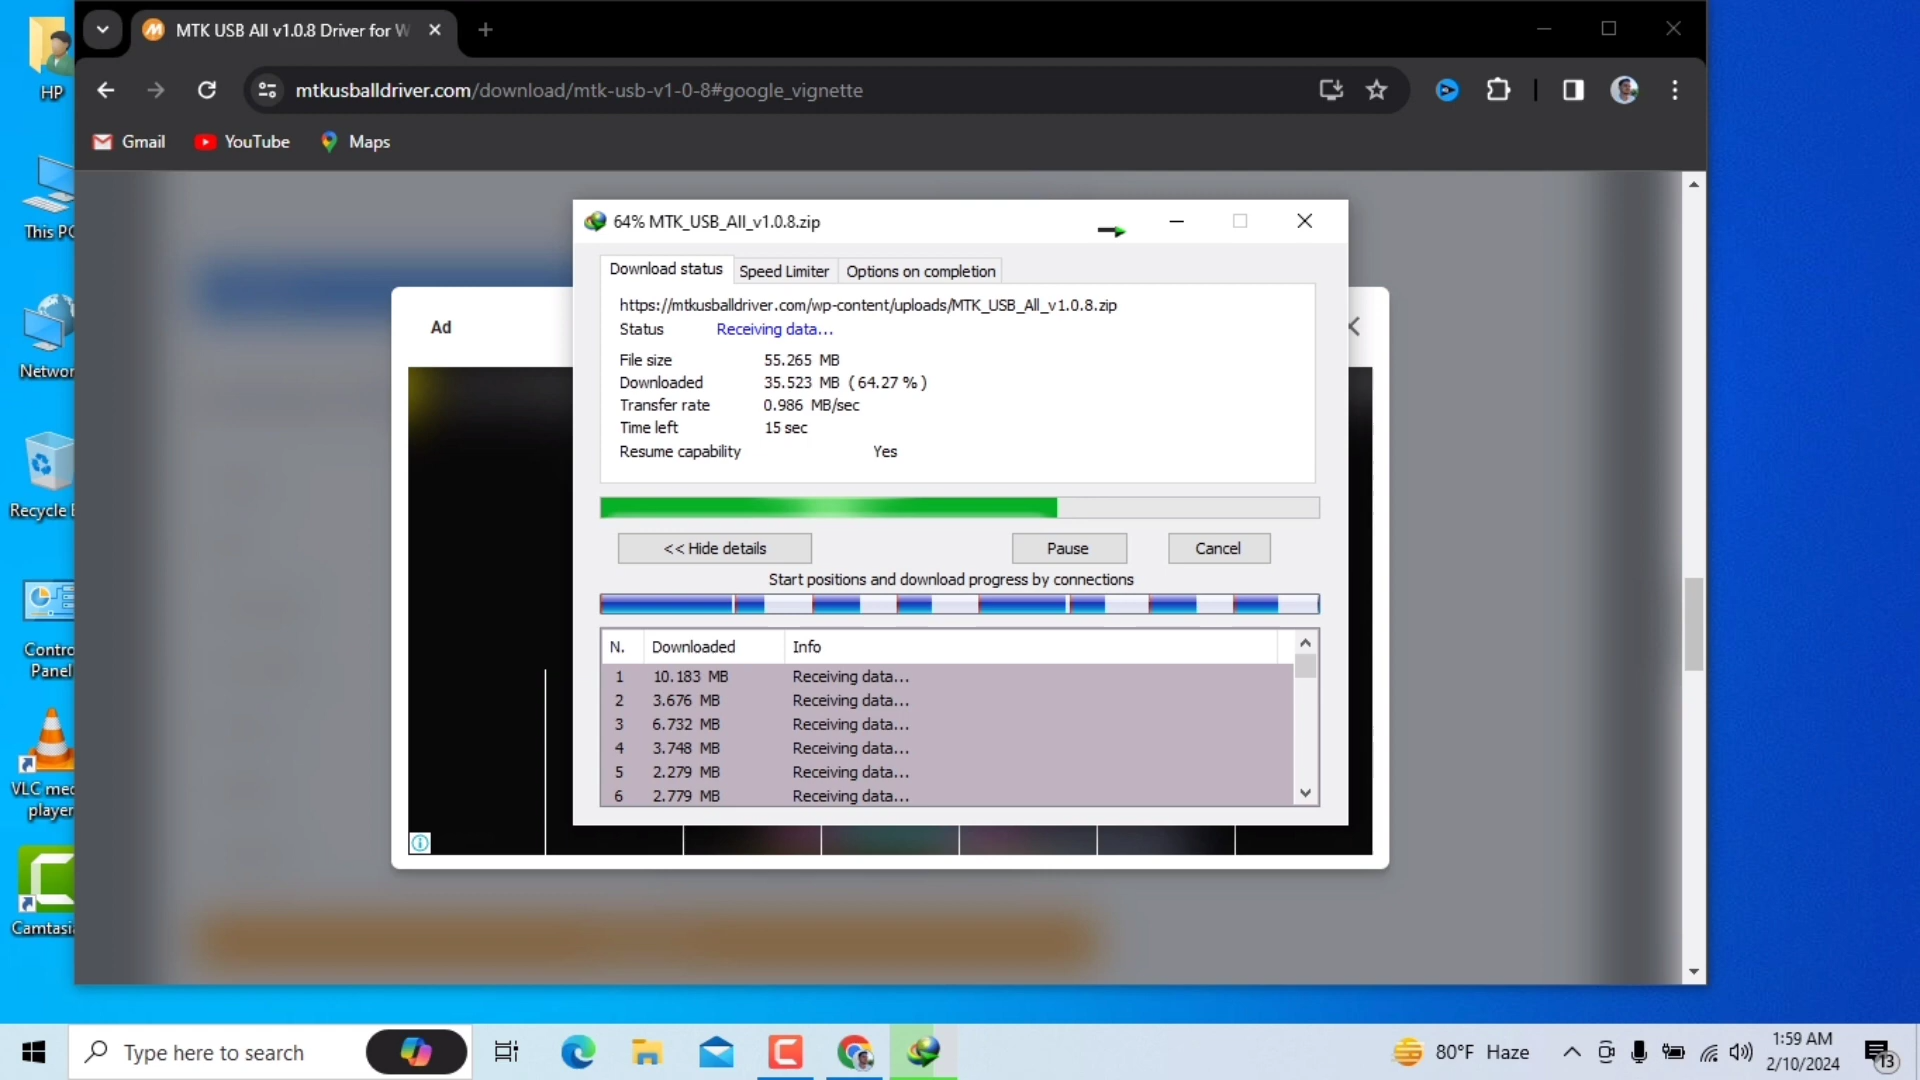 MTK USB All v1.0.8 Driver for W
mtkusballdriver.com/download/mtk-usb-v1-0-8#google_vignette
Gmail
YouTube
Maps
HP
This PC
Networ
Recycle B
Contro
Panel
VLC med
player
Camtasia
Ad
64% MTK_USB_All_v1.0.8.zip
Download status
Speed Limiter
Options on completion
https://mtkusballdriver.com/wp-content/uploads/MTK_USB_All_v1.0.8.zip
Status Receiving data...
File size 55.265 MB
Downloaded 35.523 MB ( 64.27 % )
Transfer rate 0.986 MB/sec
Time left 15 sec
Resume capability Yes
<< Hide details
Pause
Cancel
Start positions and download progress by connections
N. Downloaded Info
1 10.183 MB Receiving data...
2 3.676 MB Receiving data...
3 6.732 MB Receiving data...
4 3.748 MB Receiving data...
5 2.279 MB Receiving data...
6 2.779 MB Receiving data...
Type here to search
80°F Haze
1:59 AM
2/10/2024
13